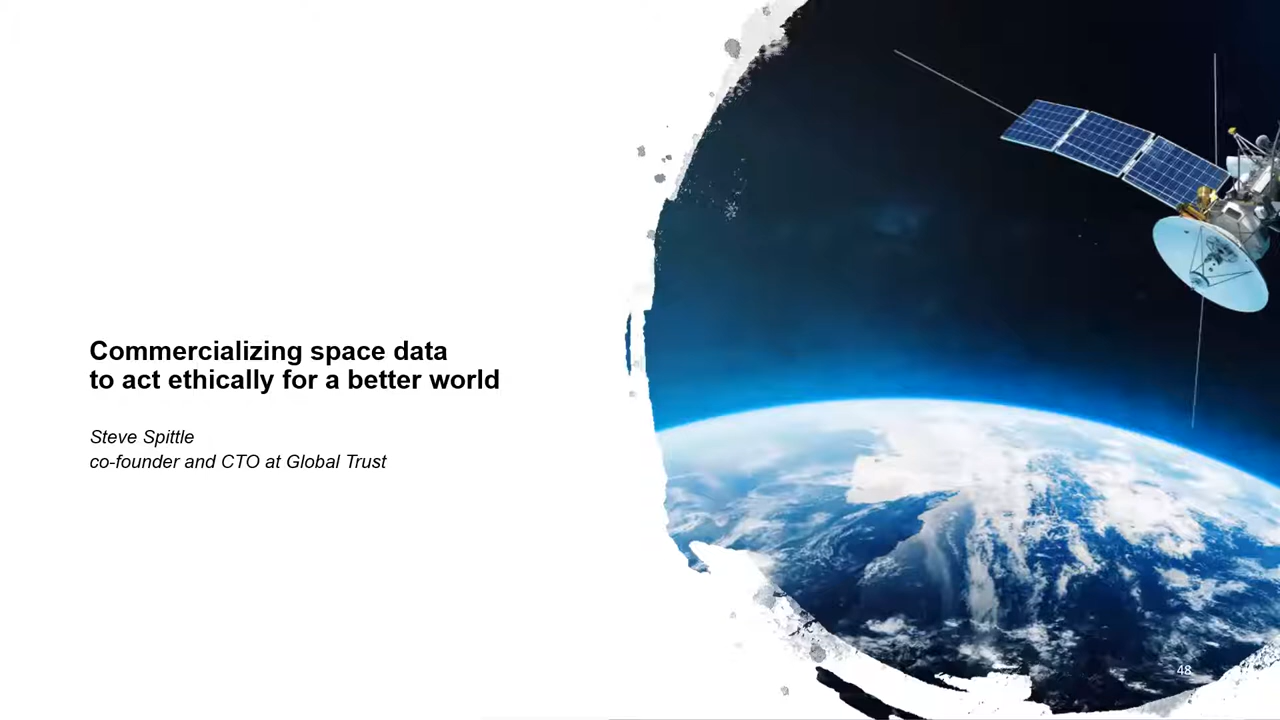 Commercializing space data
to act ethically for a better world
Steve Spittle
co-founder and CTO at Global Trust
48